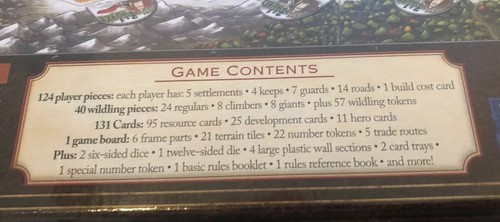 GAME CONTENTS
124 player pieces: each player has: 5 settlements • 4 keeps • 7 guards • 14 roads • 1 build cost card
40 wildling pieces: 24 regulars • 8 climbers • 8 giants • plus 57 wildling tokens
131 Cards: 95 resource cards • 25 development cards • 11 hero cards
1 game board: 6 frame parts • 21 terrain tiles • 22 number tokens • 5 trade routes
Plus: 2 six-sided dice • 1 twelve-sided die • 4 large plastic wall sections • 2 card trays •
1 special number token • 1 basic rules booklet • 1 rules reference book • and more!